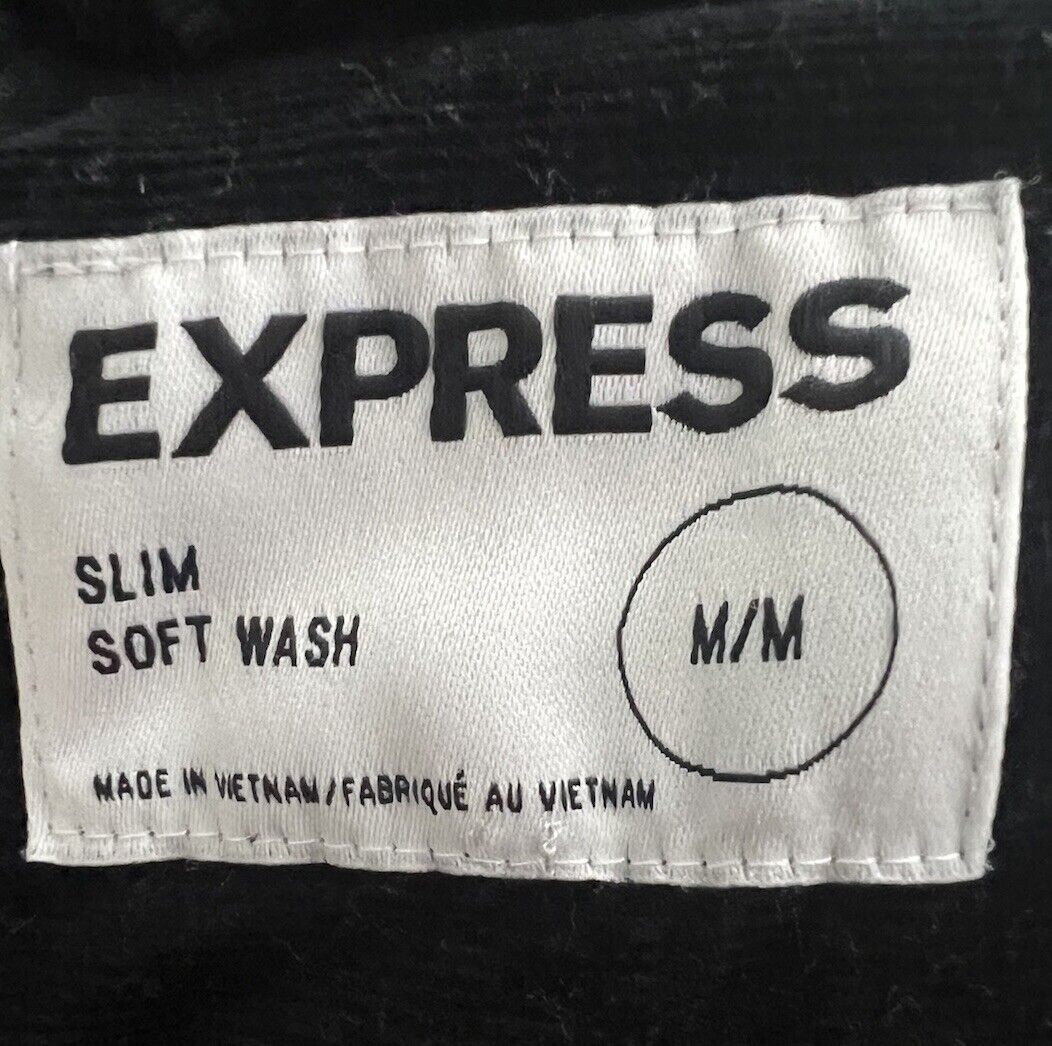 EXPRESS
SLIM
SOFT WASH
M/M
MADE IN VIETNAM/FABRIQUÉ AU VIETNAM